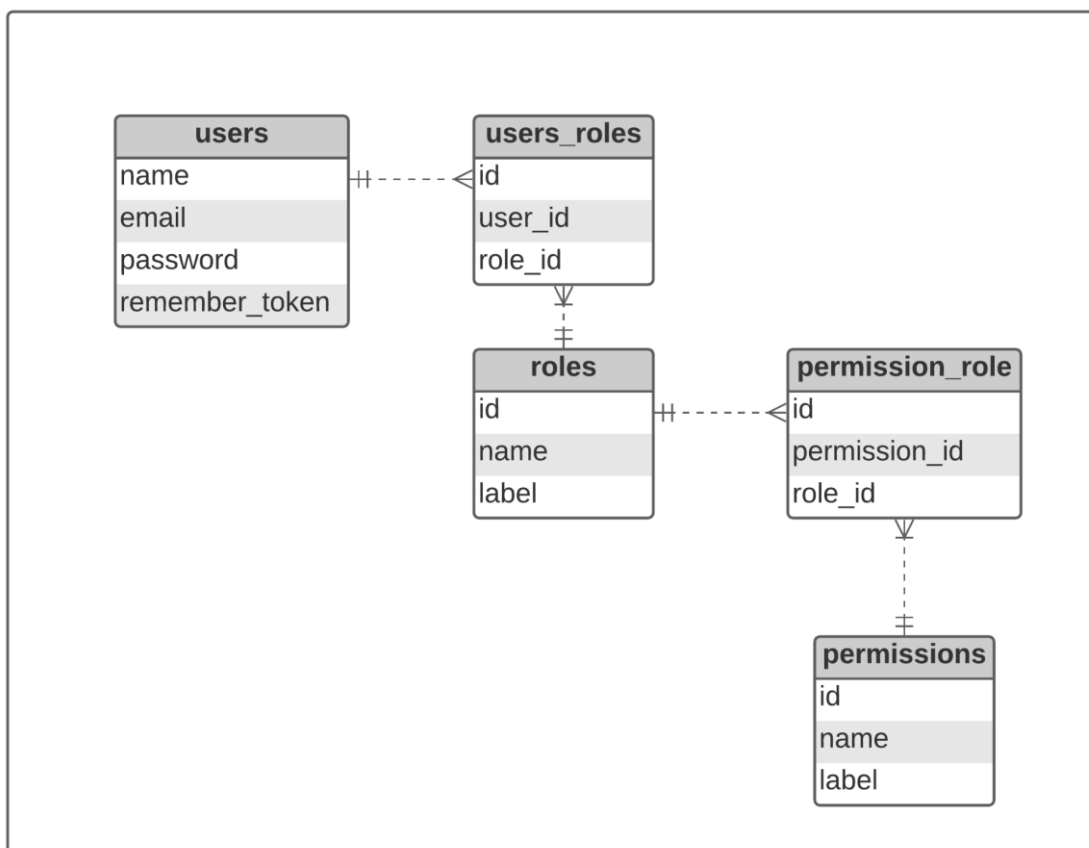 users
name
email
password
remember_token
users_roles
id
user_id
role_id
roles
id
name
label
permission_role
id
permission_id
role_id
permissions
id
name
label